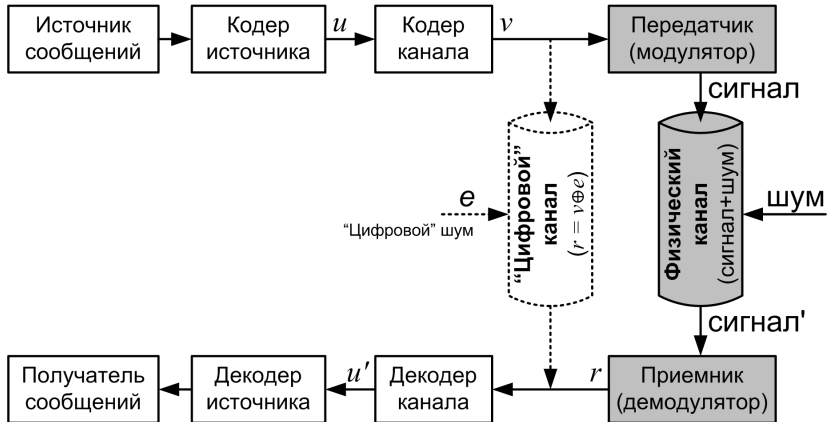 Источник
сообщений
Кодер
источника
u
Кодер
канала
v
Передатчик
(модулятор)
сигнал
“Цифровой”
канал
(r = v⊕e)
e
“Цифровой” шум
Физический
канал
(сигнал+шум)
шум
сигнал'
Получатель
сообщений
Декодер
источника
u'
Декодер
канала
r
Приемник
(демодулятор)